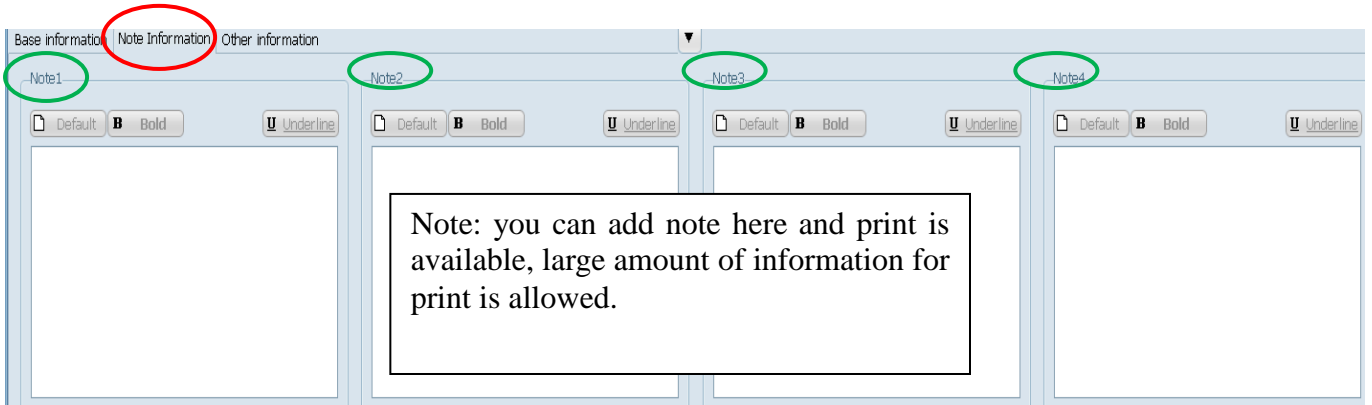 Base information Note Information Other information
Note1 Note2 Note3 Note4
Default B Bold U Underline Default B Bold U Underline Default B Bold U Underline Default B Bold U Underline
Note: you can add note here and print is
available, large amount of information for
print is allowed.